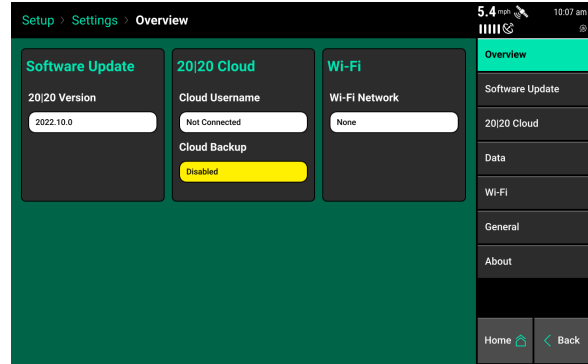 Setup > Settings > Overview
5.4 mph
10:07 am
Software Update
20|20 Version
2022.10.0
20|20 Cloud
Cloud Username
Not Connected
Cloud Backup
Disabled
Wi-Fi
Wi-Fi Network
None
Overview
Software Update
20|20 Cloud
Data
Wi-Fi
General
About
Home
< Back